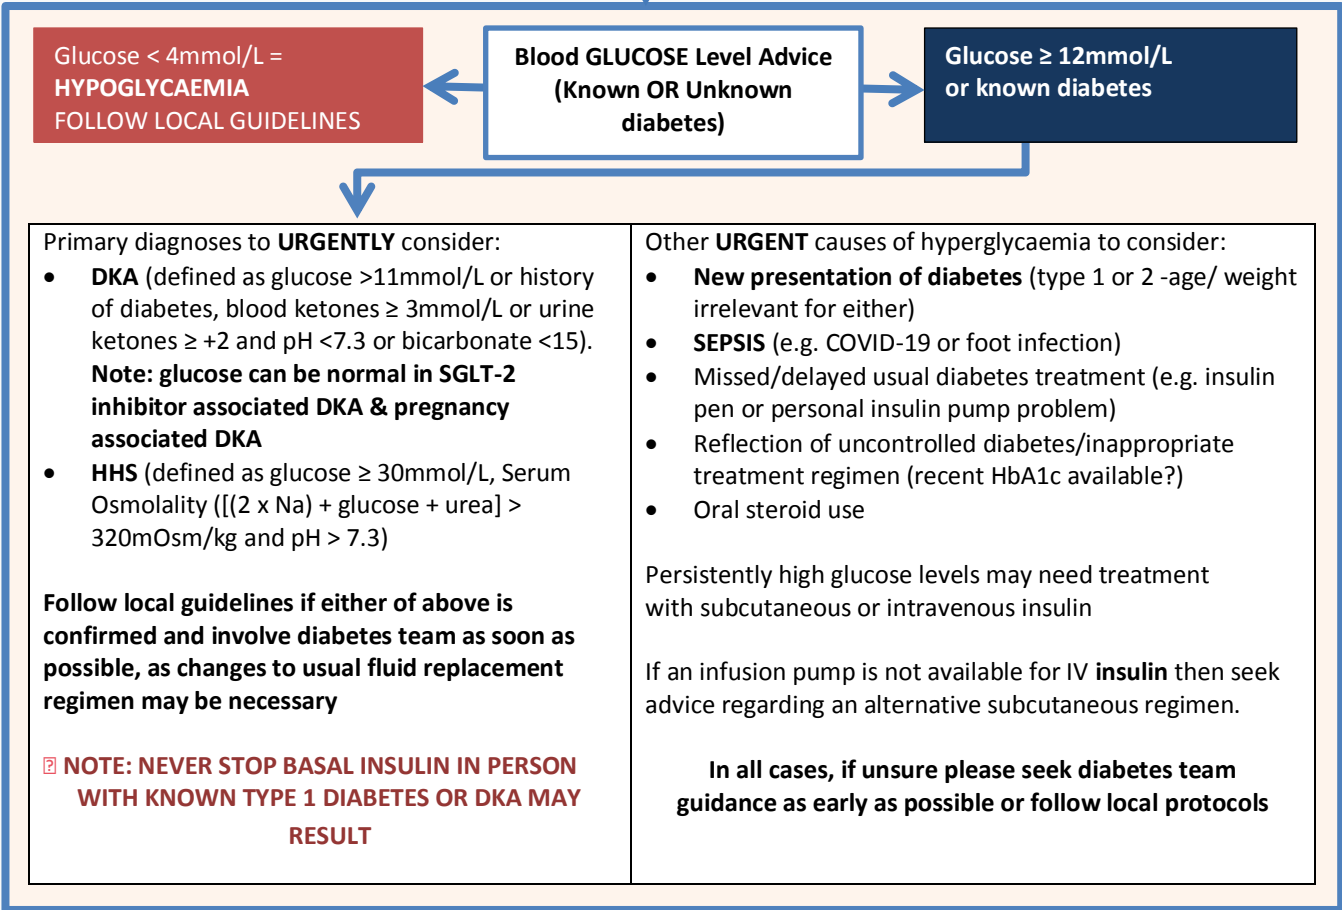 Glucose < 4mmol/L =
HYPOGLYCAEMIA
FOLLOW LOCAL GUIDELINES
Blood GLUCOSE Level Advice
(Known OR Unknown
diabetes)
Glucose ≥ 12mmol/L
or known diabetes
Primary diagnoses to URGENTLY consider:
• DKA (defined as glucose >11mmol/L or history
of diabetes, blood ketones ≥ 3mmol/L or urine
ketones ≥ +2 and pH <7.3 or bicarbonate <15).
Note: glucose can be normal in SGLT-2
inhibitor associated DKA & pregnancy
associated DKA
• HHS (defined as glucose ≥ 30mmol/L, Serum
Osmolality ([(2 x Na) + glucose + urea] >
320mOsm/kg and pH > 7.3)
Follow local guidelines if either of above is
confirmed and involve diabetes team as soon as
possible, as changes to usual fluid replacement
regimen may be necessary
⍰ NOTE: NEVER STOP BASAL INSULIN IN PERSON
WITH KNOWN TYPE 1 DIABETES OR DKA MAY
RESULT
Other URGENT causes of hyperglycaemia to consider:
• New presentation of diabetes (type 1 or 2 -age/ weight
irrelevant for either)
• SEPSIS (e.g. COVID-19 or foot infection)
• Missed/delayed usual diabetes treatment (e.g. insulin
pen or personal insulin pump problem)
• Reflection of uncontrolled diabetes/inappropriate
treatment regimen (recent HbA1c available?)
• Oral steroid use
Persistently high glucose levels may need treatment
with subcutaneous or intravenous insulin
If an infusion pump is not available for IV insulin then seek
advice regarding an alternative subcutaneous regimen.
In all cases, if unsure please seek diabetes team
guidance as early as possible or follow local protocols